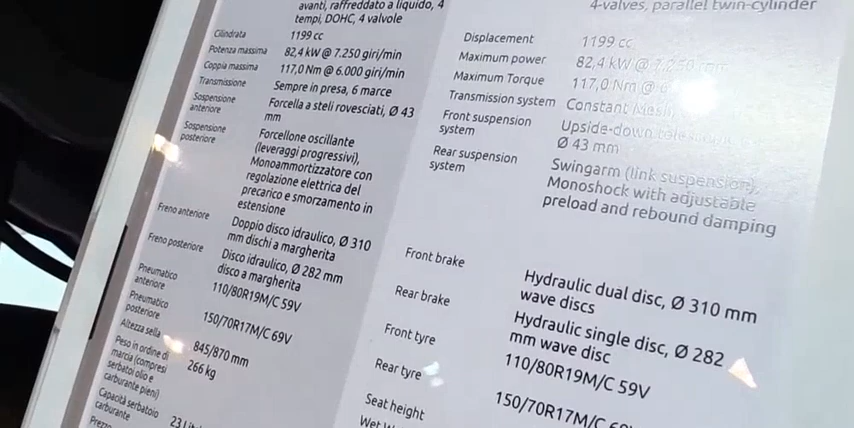 avanti, raffreddato a liquido, 4
tempi, DOHC, 4 valvole
Cilindrata 1199 cc
Potenza massima 82,4 kW @ 7.250 giri/min
Coppia massima 117,0 Nm @ 6.000 giri/min
Trasmissione Sempre in presa, 6 marce
Sospensione Forcella a steli rovesciati, Ø 43
anteriore mm
Sospensione Forcellone oscillante
posteriore (leveraggi progressivi),
Monoammortizzatore con
regolazione elettrica del
precarico e smorzamento in
estensione
Freno anteriore Doppio disco idraulico, Ø 310
mm dischi a margherita
Freno posteriore Disco idraulico, Ø 282 mm
disco a margherita
Pneumatico 110/80R19M/C 59V
anteriore
Pneumatico 150/70R17M/C 69V
posteriore
Altezza sella 845/870 mm
Peso in ordine di 266 kg
marcia (compresi
serbatoi olio e
carburante pieni)
Capacità serbatoio 23
carburante
Prezzo
4-valves, parallel twin-cylinder
Displacement 1199 cc
Maximum power 82,4 kW @ 7.250 rpm
Maximum Torque 117,0 Nm @ 6
Transmission system Constant Mesh
Front suspension Upside-down
system Ø 43 mm
Rear suspension Swingarm (link suspension),
system Monoshock with adjustable
preload and rebound damping
Front brake Hydraulic dual disc, Ø 310 mm
wave discs
Rear brake Hydraulic single disc, Ø 282
mm wave disc
Front tyre 110/80R19M/C 59V
Rear tyre 150/70R17M/C
Seat height
Wet